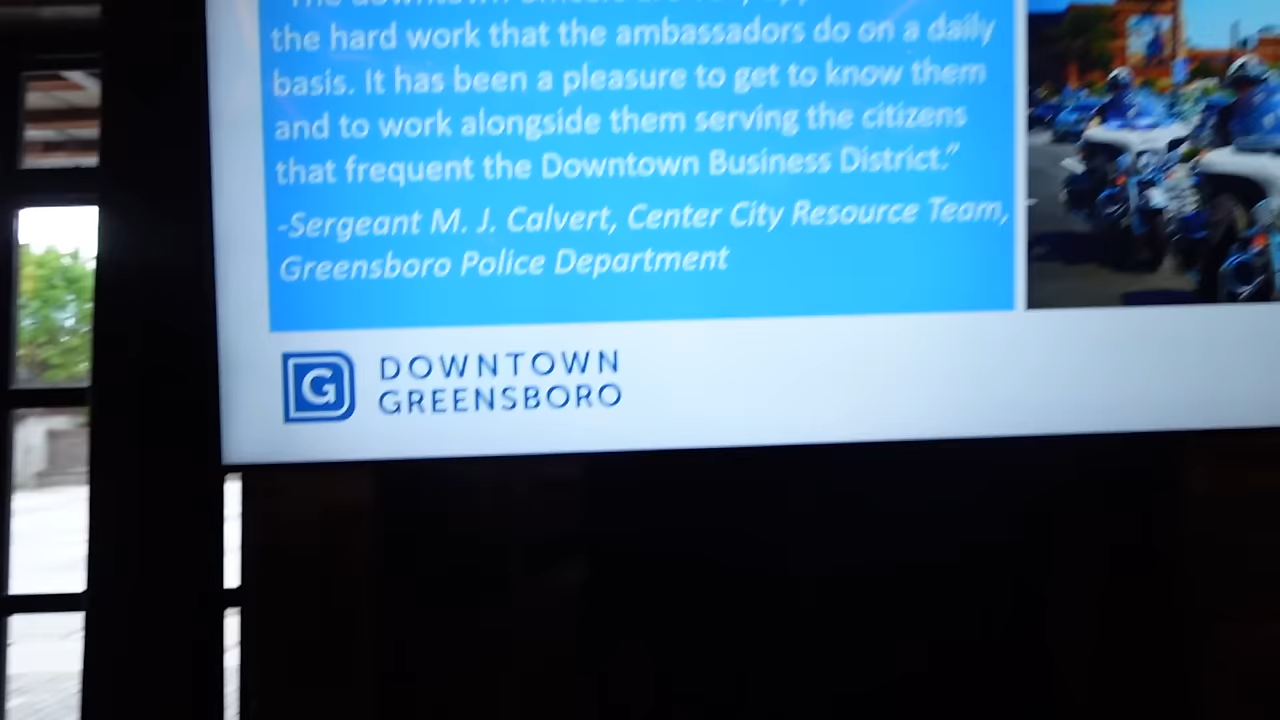 the hard work that the ambassadors do on a daily
basis. It has been a pleasure to get to know them
and to work alongside them serving the citizens
that frequent the Downtown Business District.”
-Sergeant M. J. Calvert, Center City Resource Team,
Greensboro Police Department
G
DOWNTOWN
GREENSBORO